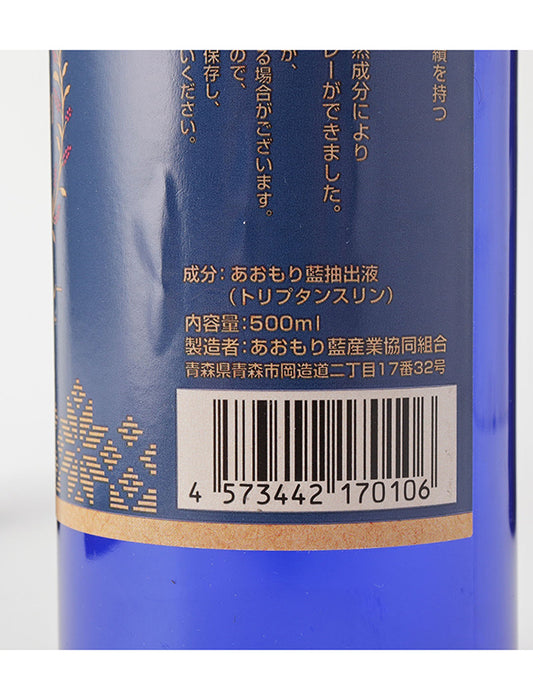 績を持つ
然成分により
レーができました。
が、
る場合がございます。
ので、
保存し、
いください。
成分：あおもり藍抽出液
（トリプタンスリン）
内容量：500ml
製造者：あおもり藍産業協同組合
青森県青森市岡造道二丁目17番32号
4 573442 170106